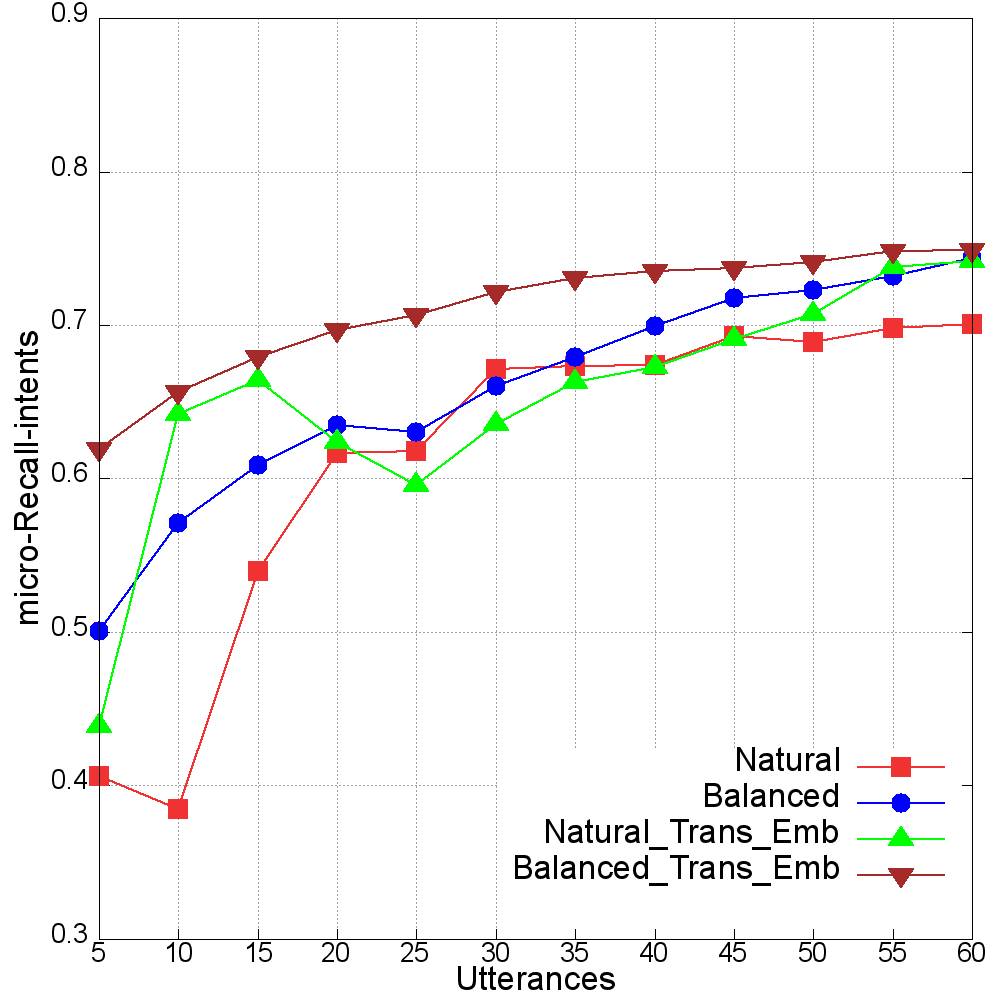 0.9
0.8
0.7
0.6
0.5
0.4
0.3
micro-Recall-intents
Natural
Balanced
Natural_Trans_Emb
Balanced_Trans_Emb
5 10 15 20 25 30 35 40 45 50 55 60
Utterances